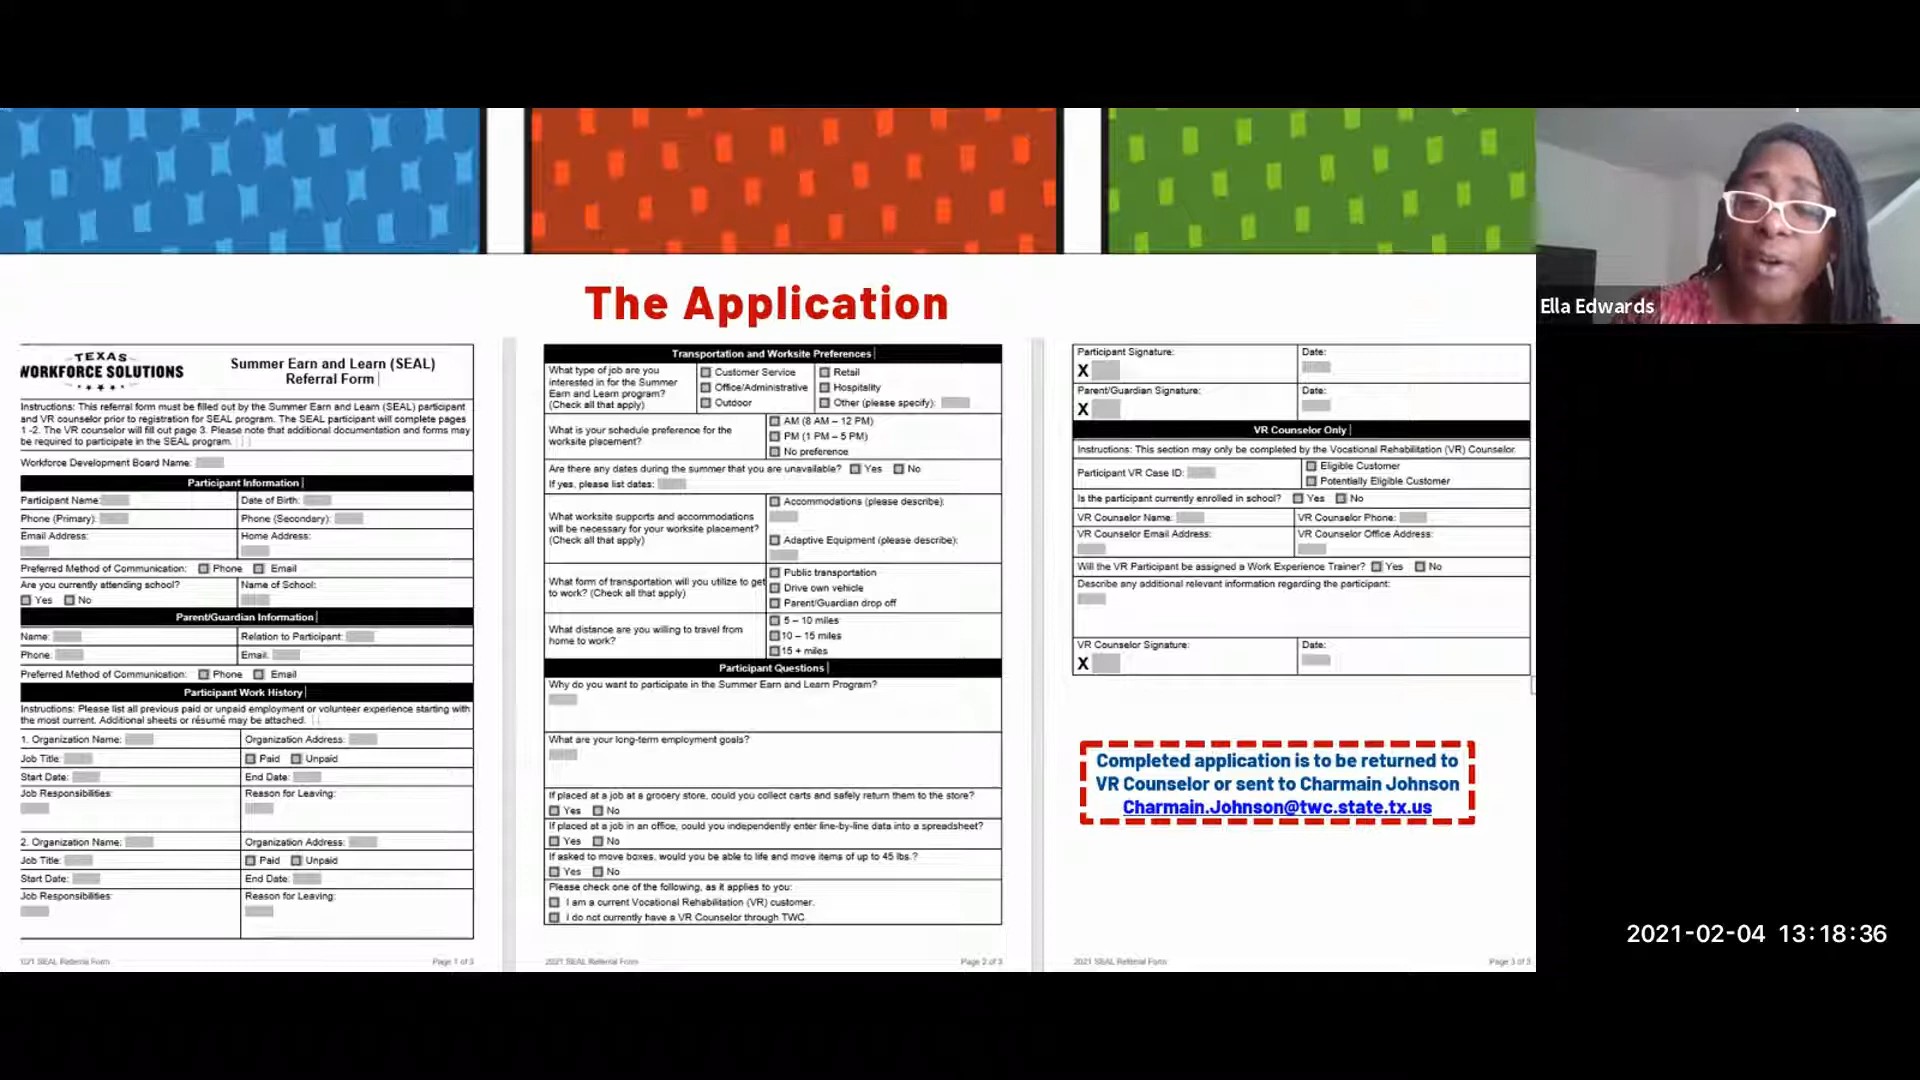 The Application
TEXAS
WORKFORCE SOLUTIONS
Summer Earn and Learn (SEAL)
Referral Form
Instructions: This referral form must be filled out by the Summer Earn and Learn (SEAL) participant
and VR counselor prior to registration for SEAL program. The SEAL participant will complete pages
1 -2. The VR counselor will fill out page 3. Please note that additional documentation and forms may
be required to participate in the SEAL program.
Workforce Development Board Name:
Participant Information
Participant Name: Date of Birth:
Phone (Primary): Phone (Secondary):
Email Address: Home Address:
Preferred Method of Communication: Phone Email
Are you currently attending school? Name of School:
Yes No
Parent/Guardian Information
Name: Relation to Participant:
Phone: Email:
Preferred Method of Communication: Phone Email
Participant Work History
Instructions: Please list all previous paid or unpaid employment or volunteer experience starting with
the most current. Additional sheets or résumé may be attached.
1. Organization Name: Organization Address:
Job Title: Paid Unpaid
Start Date: End Date:
Job Responsibilities: Reason for Leaving:
2. Organization Name: Organization Address:
Job Title: Paid Unpaid
Start Date: End Date:
Job Responsibilities: Reason for Leaving:
021 SEAL Referral Form Page 1 of 3
Transportation and Worksite Preferences
What type of job are you
interested in for the Summer
Earn and Learn program?
(Check all that apply)
Customer Service Retail
Office/Administrative Hospitality
Outdoor Other (please specify):
What is your schedule preference for the
worksite placement?
AM (8 AM – 12 PM)
PM (1 PM – 5 PM)
No preference
Are there any dates during the summer that you are unavailable? Yes No
If yes, please list dates:
What worksite supports and accommodations
will be necessary for your worksite placement?
(Check all that apply)
Accommodations (please describe):
Adaptive Equipment (please describe):
What form of transportation will you utilize to get
to work? (Check all that apply)
Public transportation
Drive own vehicle
Parent/Guardian drop off
What distance are you willing to travel from
home to work?
5 – 10 miles
10 – 15 miles
15 + miles
Participant Questions
Why do you want to participate in the Summer Earn and Learn Program?
What are your long-term employment goals?
If placed at a job at a grocery store, could you collect carts and safely return them to the store?
Yes No
If placed at a job in an office, could you independently enter line-by-line data into a spreadsheet?
Yes No
If asked to move boxes, would you be able to life and move items of up to 45 lbs.?
Yes No
Please check one of the following, as it applies to you:
I am a current Vocational Rehabilitation (VR) customer.
I do not currently have a VR Counselor through TWC
2021 SEAL Referral Form Page 2 of 3
Participant Signature: Date:
X
Parent/Guardian Signature: Date:
X
VR Counselor Only
Instructions: This section may only be completed by the Vocational Rehabilitation (VR) Counselor.
Participant VR Case ID:
Eligible Customer
Potentially Eligible Customer
Is the participant currently enrolled in school? Yes No
VR Counselor Name: VR Counselor Phone:
VR Counselor Email Address: VR Counselor Office Address:
Will the VR Participant be assigned a Work Experience Trainer? Yes No
Describe any additional relevant information regarding the participant:
VR Counselor Signature: Date:
X
Completed application is to be returned to
VR Counselor or sent to Charmain Johnson
Charmain.Johnson@twc.state.tx.us
2021 SEAL Referral Form Page 3 of 3
Ella Edwards
2021-02-04 13:18:36